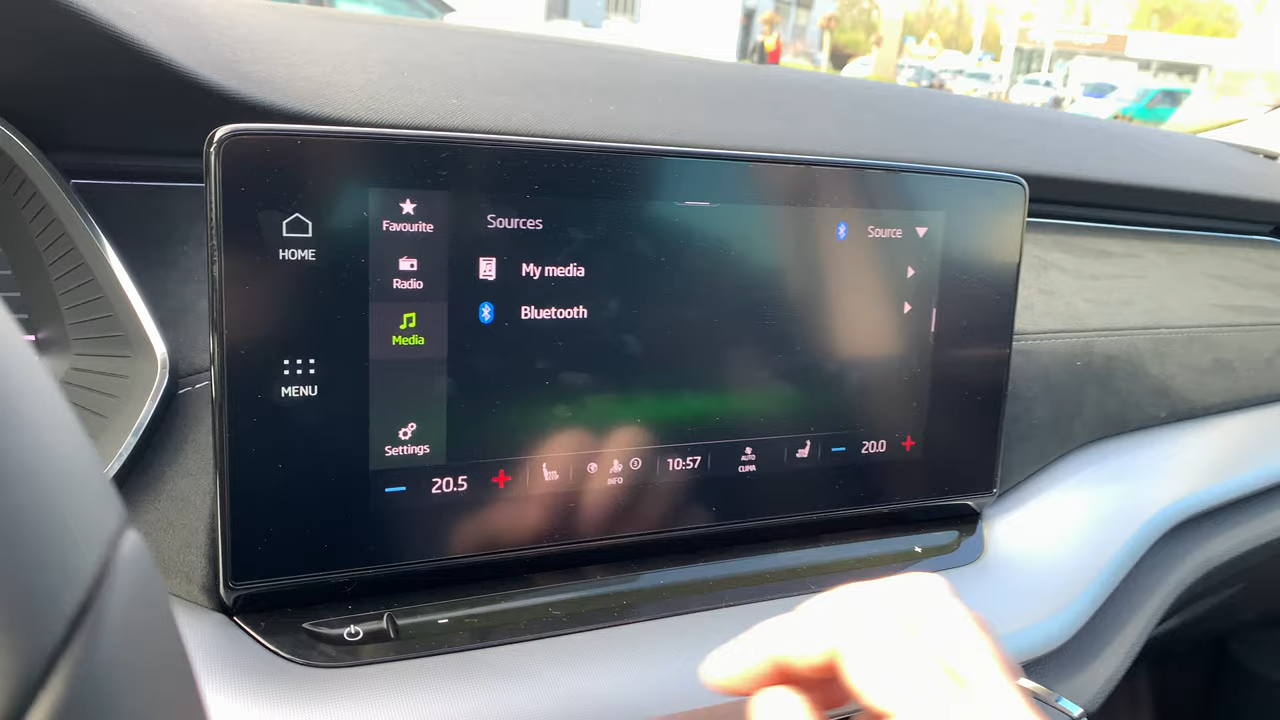 HOME
MENU
Favourite
Radio
Media
Settings
Sources
Source
My media
Bluetooth
20.5
3
INFO
10:57
AUTO
CLIMA
20.0